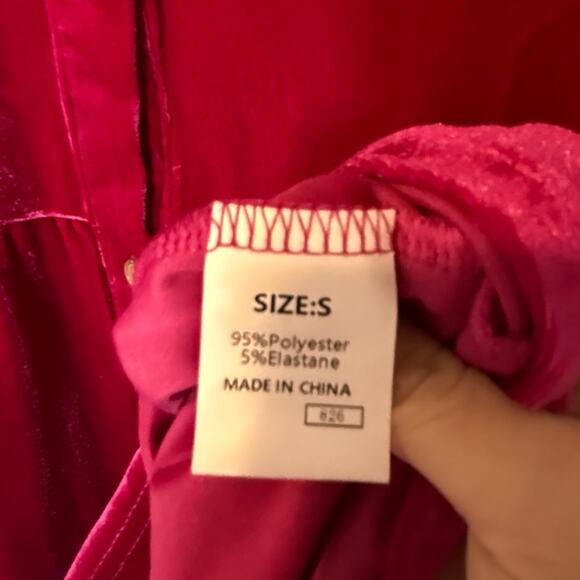 SIZE:S
95%Polyester
5%Elastane
MADE IN CHINA
826